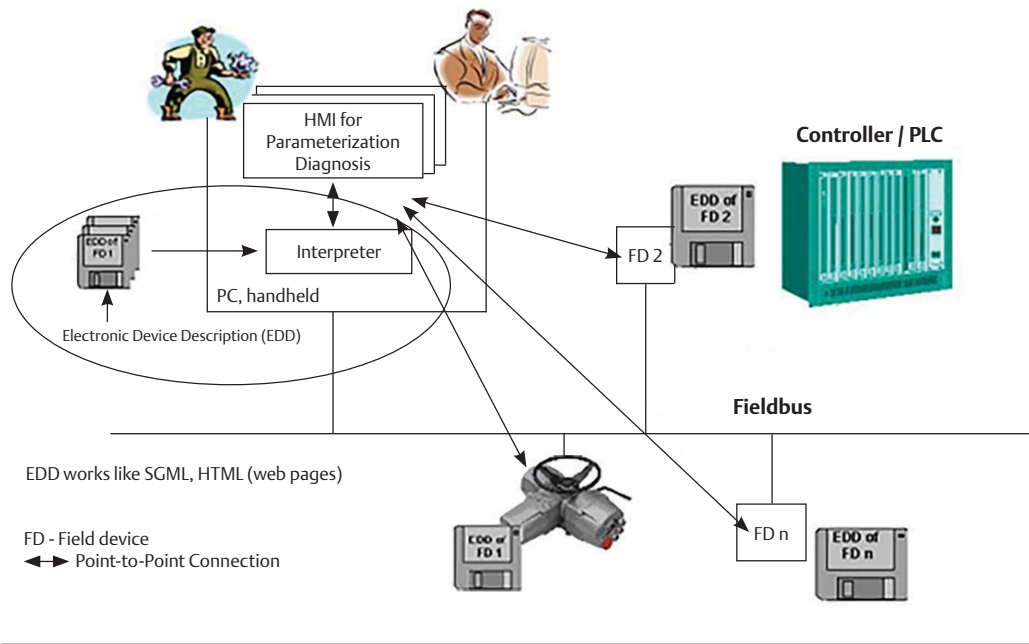 HMI for
Parameterization
Diagnosis
Controller / PLC
EDD of
FD 2
FD 2
EDD of
FD 1
Interpreter
PC, handheld
Electronic Device Description (EDD)
Fieldbus
EDD works like SGML, HTML (web pages)
FD - Field device
Point-to-Point Connection
EDD of
FD 1
FD n
EDD of
FD n